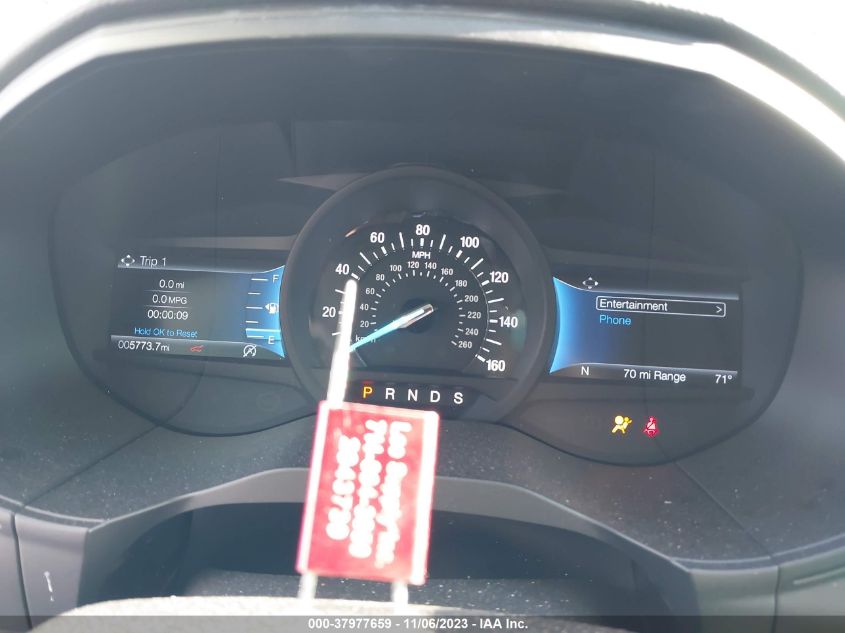 Trip 1
0.0 mi
0.0 MPG
00:00:09
Hold OK to Reset
005773.7 mi
F
E
20
40
60
80
100
120
140
160
MPH
20
40
60
80
100
120
140
160
180
200
220
240
260
km/h
P R N D S
Entertainment >
Phone
N 70 mi Range 71°
000-37977659 - 11/06/2023 - IAA Inc.